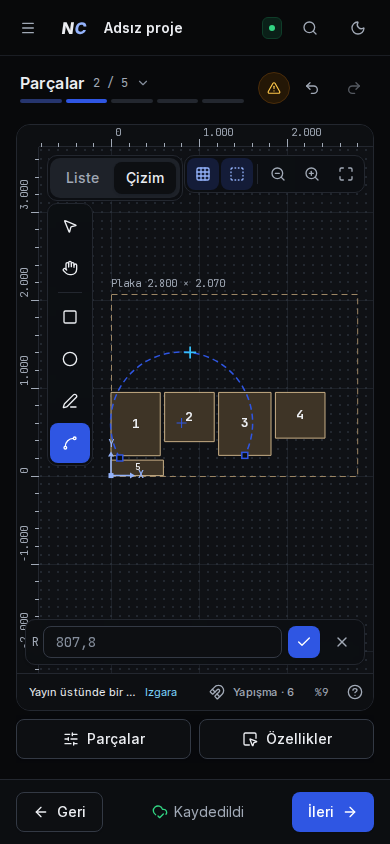 NC Adsız proje
Parçalar 2 / 5
0 1.000 2.000
3.000
2.000
1.000
0
-1.000
-2.000
Liste Çizim
Plaka 2.800 × 2.070
1 2 3 4
5
Y
X
R 807,8
Yayın üstünde bir … Izgara Yapışma · 6 %9
Parçalar Özellikler
Geri Kaydedildi İleri